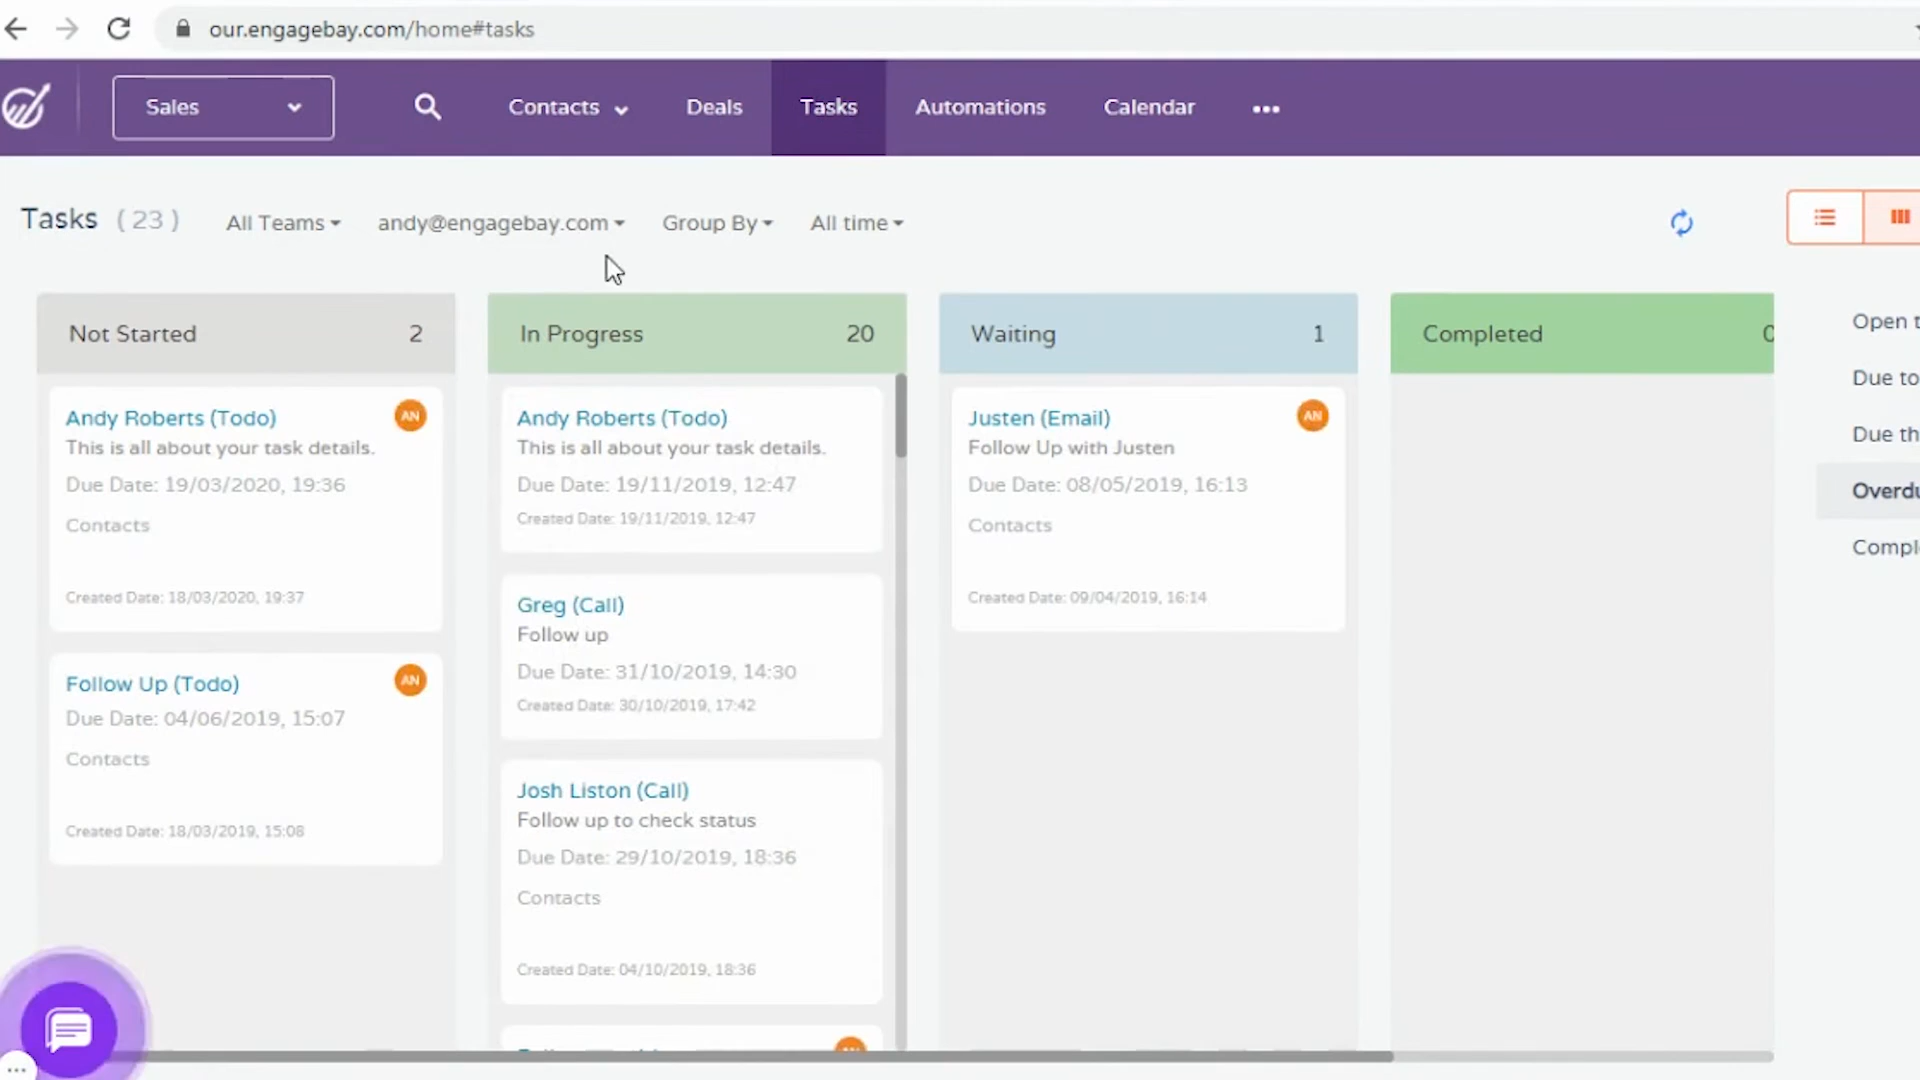 our.engagebay.com/home#tasks
Sales
Contacts
Deals
Tasks
Automations
Calendar
Tasks (23)
All Teams
andy@engagebay.com
Group By
All time
Not Started 2
Andy Roberts (Todo)
AN
This is all about your task details.
Due Date: 19/03/2020, 19:36
Contacts
Created Date: 18/03/2020, 19:37
Follow Up (Todo)
AN
Due Date: 04/06/2019, 15:07
Contacts
Created Date: 18/03/2019, 15:08
In Progress 20
Andy Roberts (Todo)
This is all about your task details.
Due Date: 19/11/2019, 12:47
Created Date: 19/11/2019, 12:47
Greg (Call)
Follow up
Due Date: 31/10/2019, 14:30
Created Date: 30/10/2019, 17:42
Josh Liston (Call)
Follow up to check status
Due Date: 29/10/2019, 18:36
Contacts
Created Date: 04/10/2019, 18:36
Waiting 1
Justen (Email)
AN
Follow Up with Justen
Due Date: 08/05/2019, 16:13
Contacts
Created Date: 09/04/2019, 16:14
Completed 0
Open
Due
Due